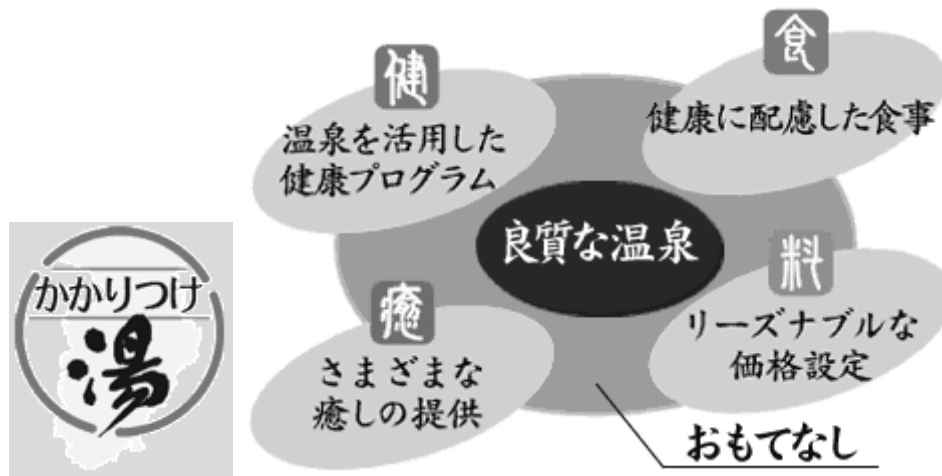 かかりつけ
湯
健
温泉を活用した
健康プログラム
食
健康に配慮した食事
良質な温泉
癒
さまざまな
癒しの提供
料
リーズナブルな
価格設定
おもてなし